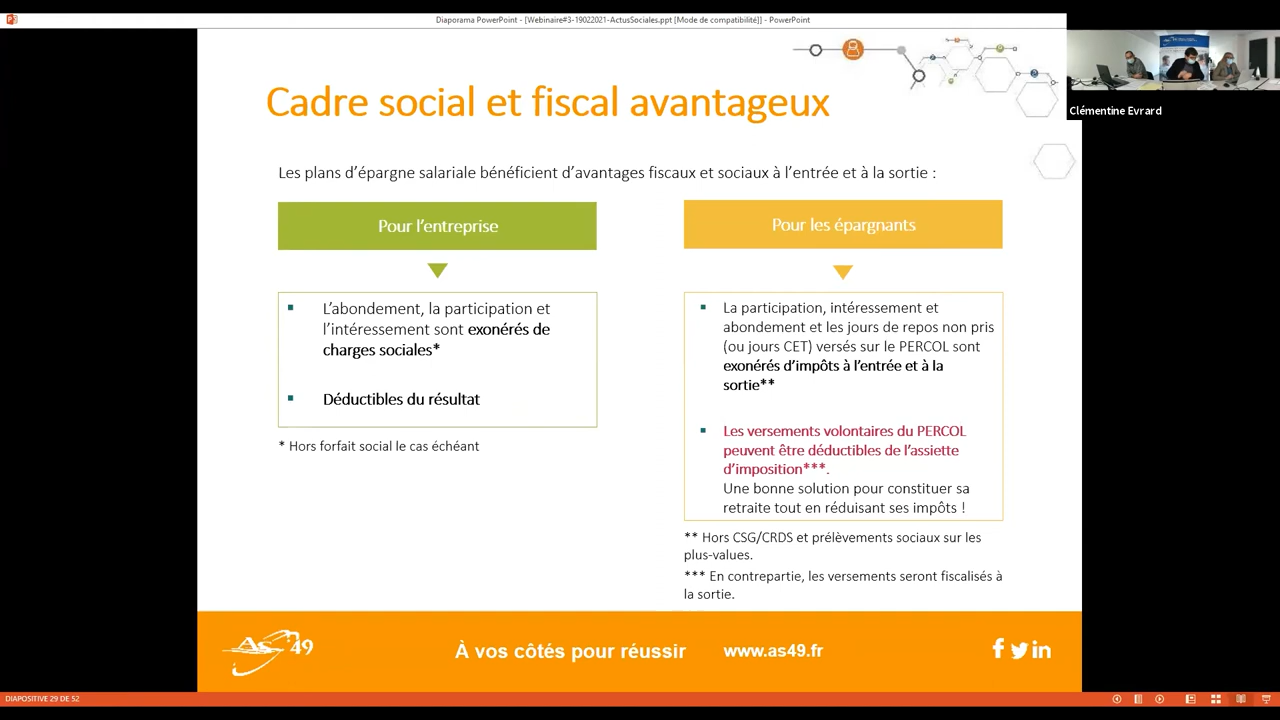 Diaporama PowerPoint - [Webinaire#3-19022021-ActusSociales.ppt [Mode de compatibilité]] - PowerPoint
Clémentine Evrard
Cadre social et fiscal avantageux
Les plans d’épargne salariale bénéficient d’avantages fiscaux et sociaux à l’entrée et à la sortie :
Pour l’entreprise
L’abondement, la participation et
l’intéressement sont exonérés de
charges sociales*
Déductibles du résultat
* Hors forfait social le cas échéant
Pour les épargnants
La participation, intéressement et
abondement et les jours de repos non pris
(ou jours CET) versés sur le PERCOL sont
exonérés d’impôts à l’entrée et à la
sortie**
Les versements volontaires du PERCOL
peuvent être déductibles de l’assiette
d’imposition***.
Une bonne solution pour constituer sa
retraite tout en réduisant ses impôts !
** Hors CSG/CRDS et prélèvements sociaux sur les
plus-values.
*** En contrepartie, les versements seront fiscalisés à
la sortie.
As 49
À vos côtés pour réussir
www.as49.fr
DIAPOSITIVE 29 DE 52